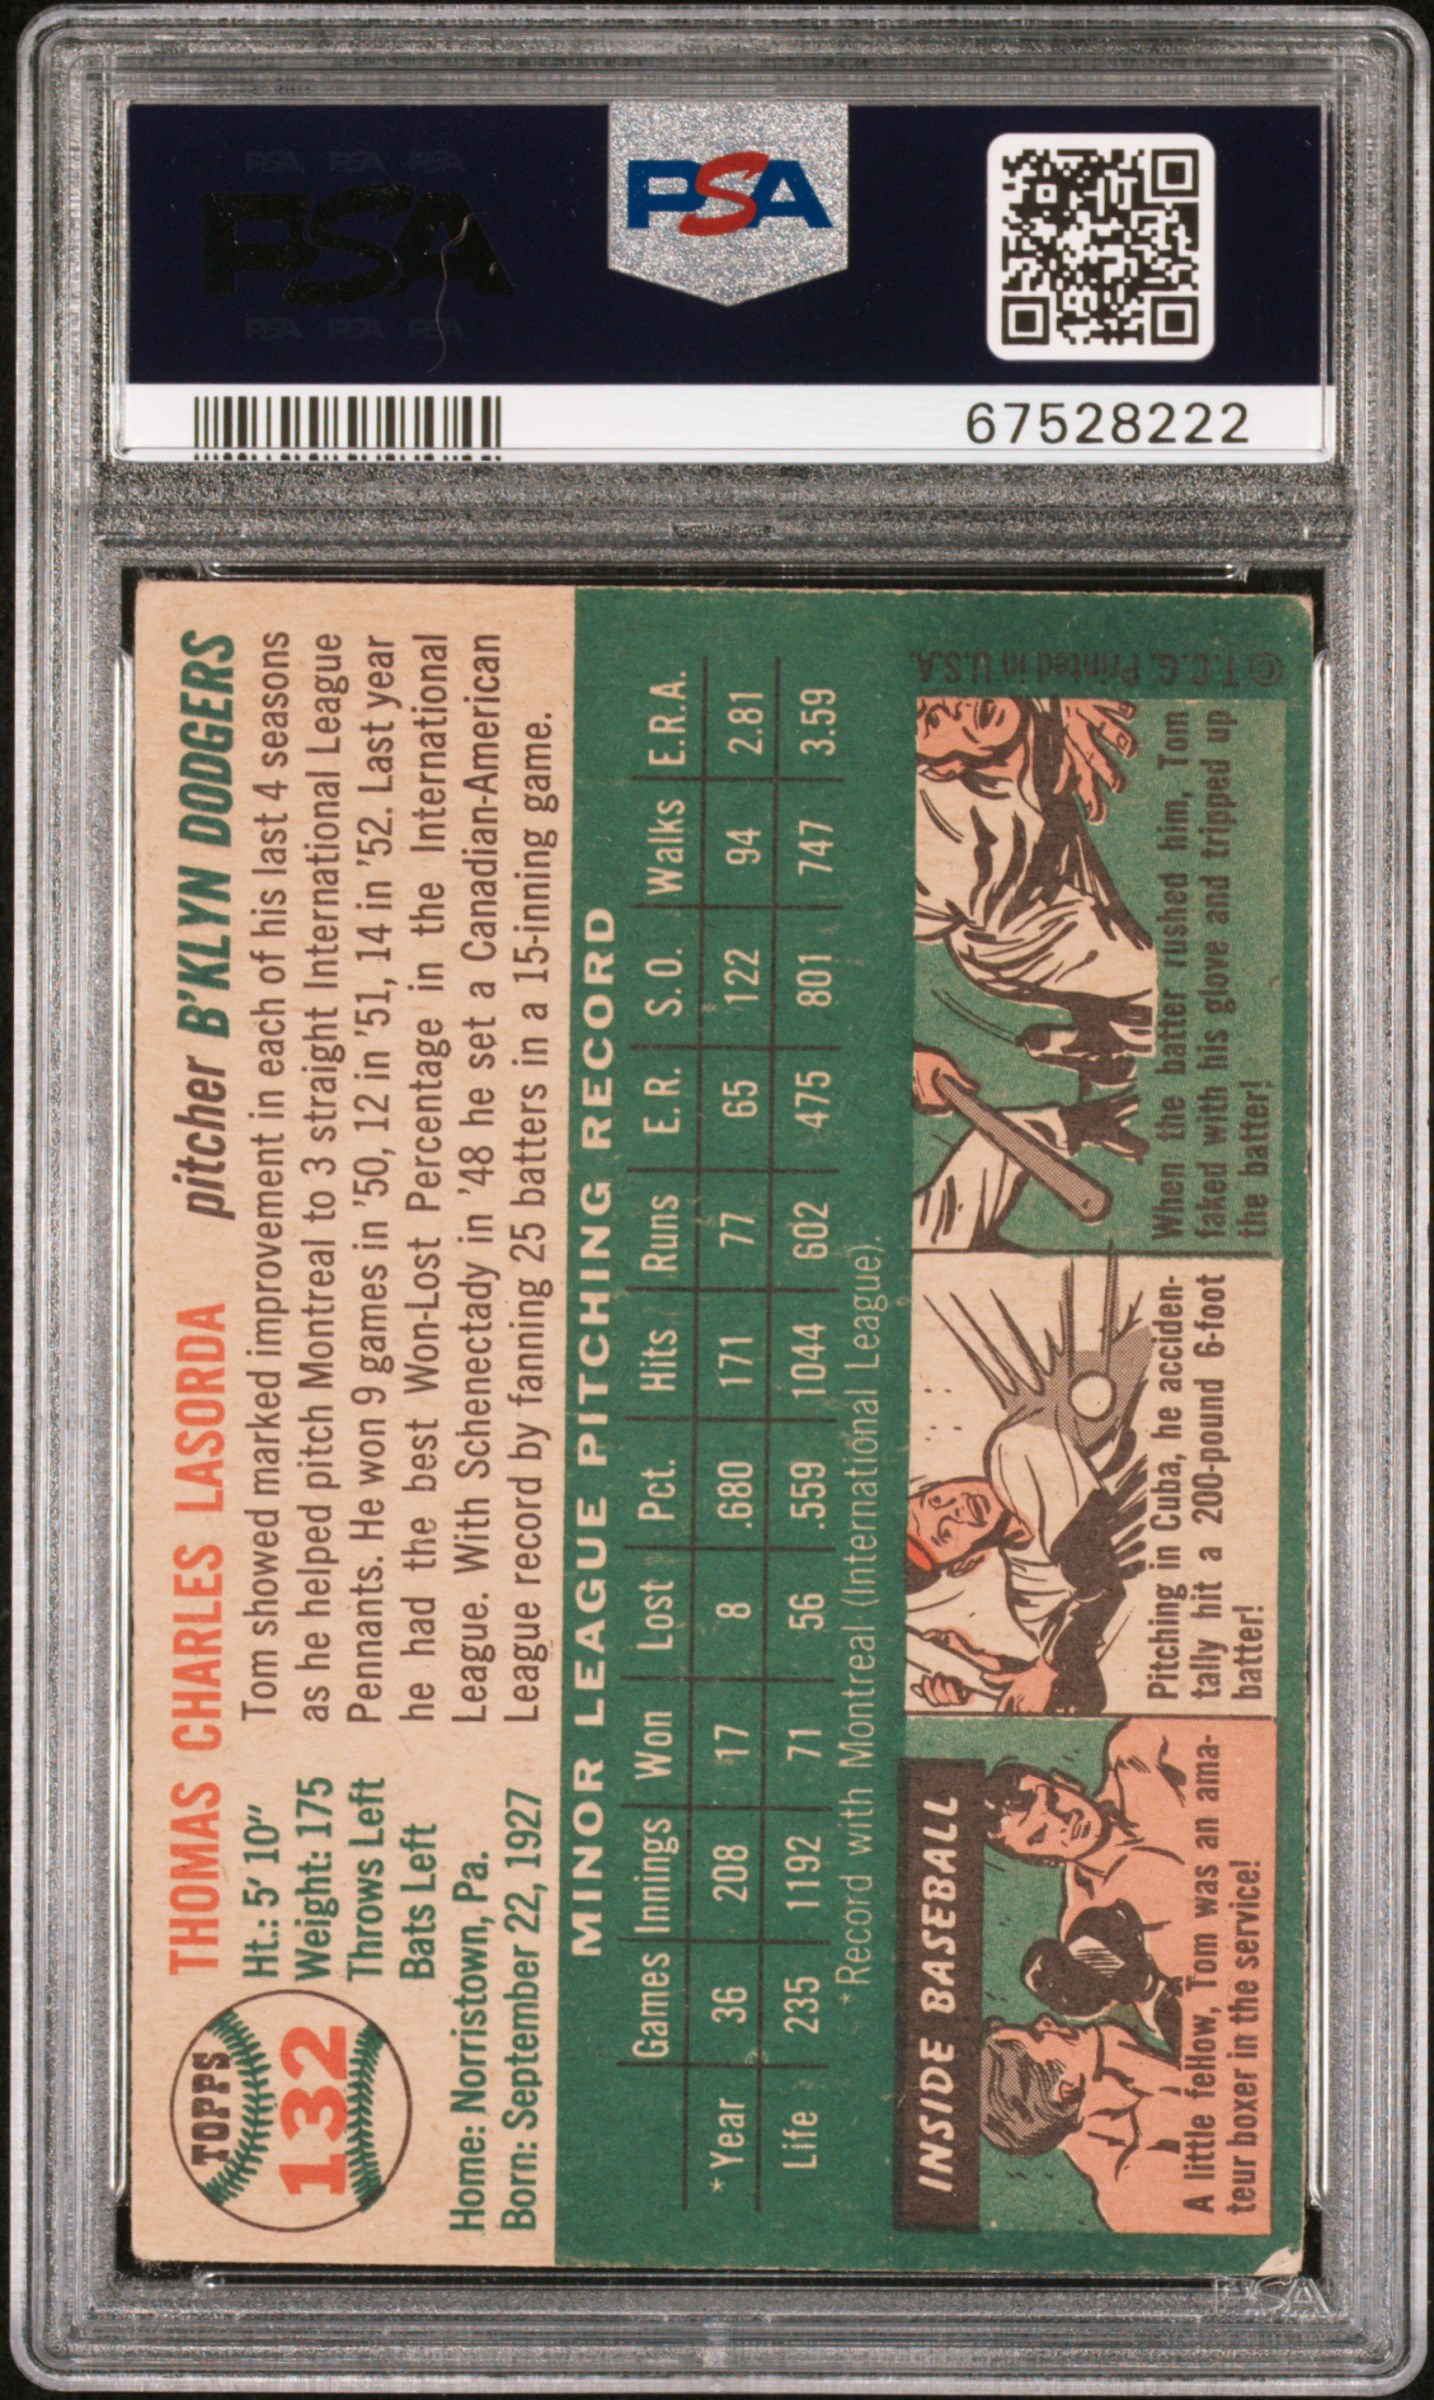 PSA PSA PSA
PSA
PSA PSA PSA
PSA
67528222
TOPPS
132
THOMAS CHARLES LASORDA pitcher B'KLYN DODGERS
Ht.: 5' 10"
Weight: 175
Throws Left
Bats Left
Home: Norristown, Pa.
Born: September 22, 1927
Tom showed marked improvement in each of his last 4 seasons
as he helped pitch Montreal to 3 straight International League
Pennants. He won 9 games in '50, 12 in '51, 14 in '52. Last year
he had the best Won-Lost Percentage in the International
League. With Schenectady in '48 he set a Canadian-American
League record by fanning 25 batters in a 15-inning game.
MINOR LEAGUE PITCHING RECORD
Games Innings Won Lost Pct. Hits Runs E.R. S.O. Walks E.R.A.
*Year 36 208 17 8 .680 171 77 65 122 94 2.81
Life 235 1192 71 56 .559 1044 602 475 801 747 3.59
*Record with Montreal (International League).
INSIDE BASEBALL
A little fellow, Tom was an ama-
teur boxer in the service!
Pitching in Cuba, he acciden-
tally hit a 200-pound 6-foot
batter!
When the batter rushed him, Tom
faked with his glove and tripped up
the batter!
© T.C.G. Printed in U.S.A.
PSA